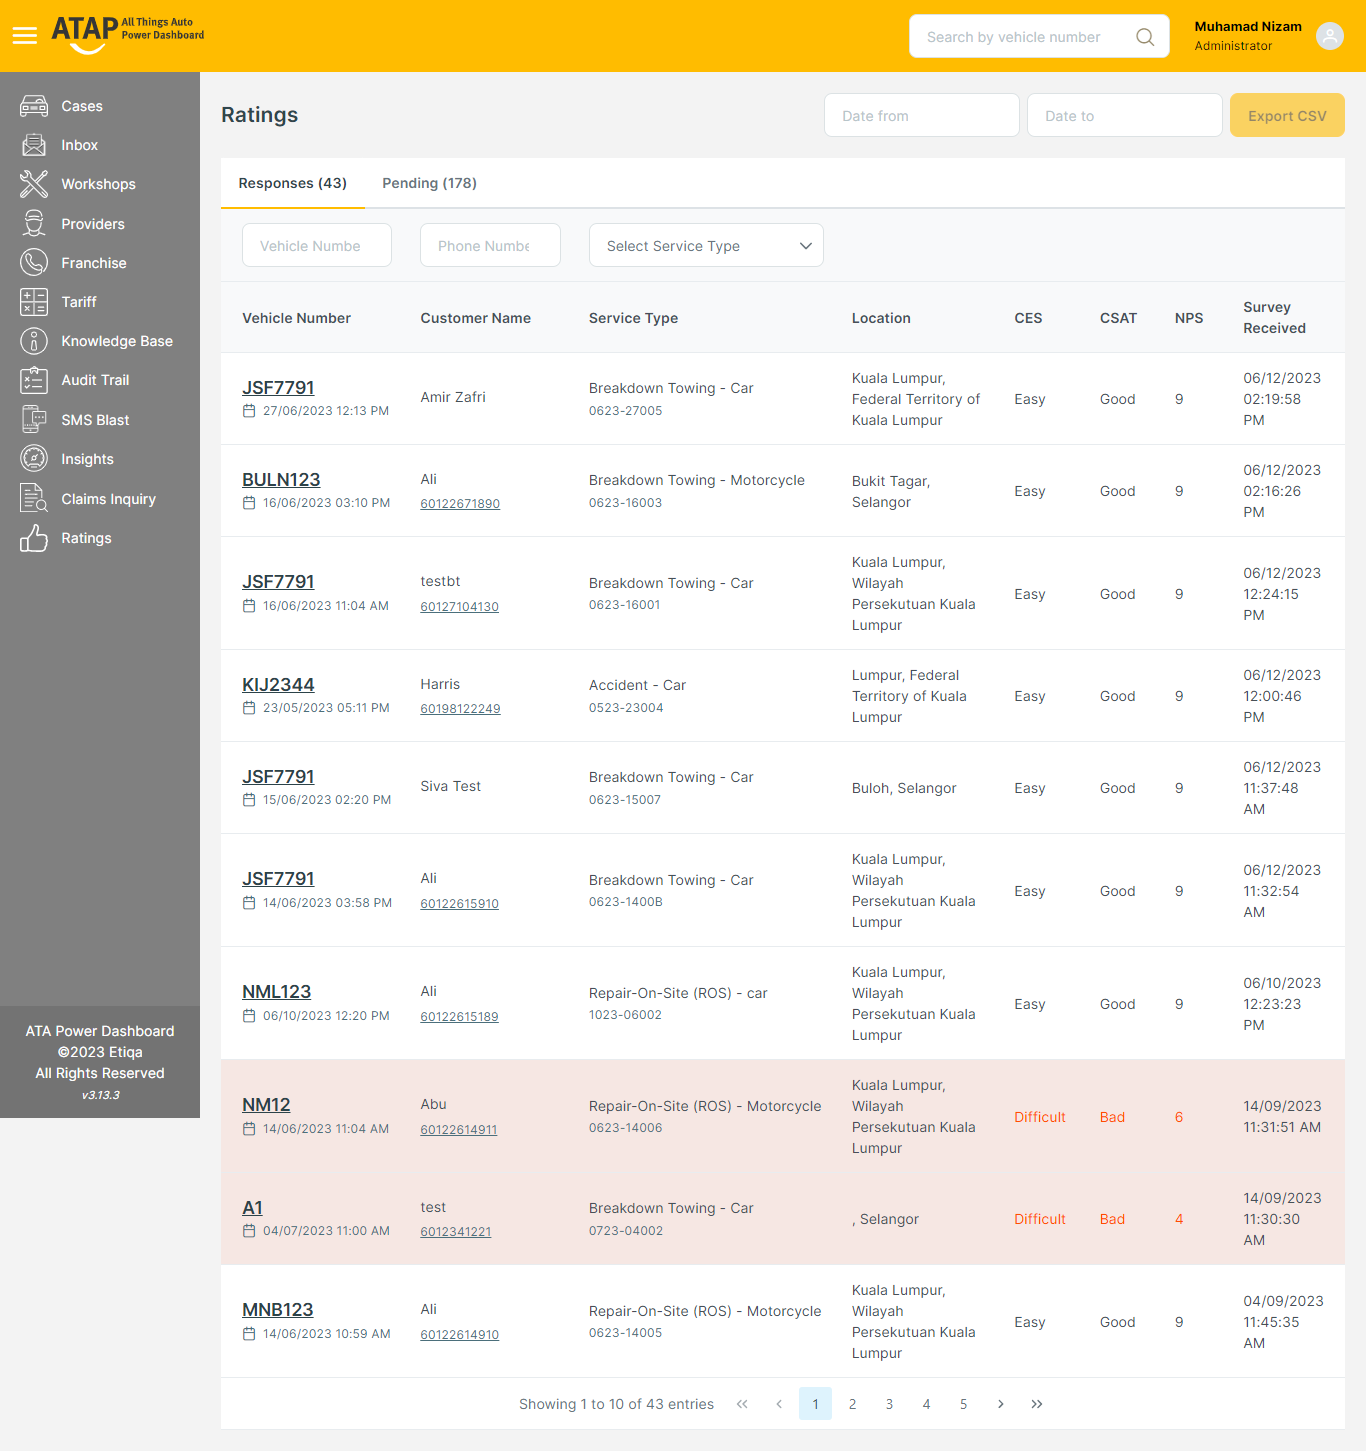 ATAP All Things Auto
Power Dashboard
Search by vehicle number
Muhamad Nizam
Administrator
Cases
Inbox
Workshops
Providers
Franchise
Tariff
Knowledge Base
Audit Trail
SMS Blast
Insights
Claims Inquiry
Ratings
ATA Power Dashboard
©2023 Etiqa
All Rights Reserved
v3.13.3
Ratings
Date from
Date to
Export CSV
Responses (43)
Pending (178)
Vehicle Numbe
Phone Numbe
Select Service Type
Vehicle Number
Customer Name
Service Type
Location
CES
CSAT
NPS
Survey
Received
JSF7791
27/06/2023 12:13 PM
Amir Zafri
Breakdown Towing - Car
0623-27005
Kuala Lumpur,
Federal Territory of
Kuala Lumpur
Easy
Good
9
06/12/2023
02:19:58
PM
BULN123
16/06/2023 03:10 PM
Ali
60122671890
Breakdown Towing - Motorcycle
0623-16003
Bukit Tagar,
Selangor
Easy
Good
9
06/12/2023
02:16:26
PM
JSF7791
16/06/2023 11:04 AM
testbt
60127104130
Breakdown Towing - Car
0623-16001
Kuala Lumpur,
Wilayah
Persekutuan Kuala
Lumpur
Easy
Good
9
06/12/2023
12:24:15
PM
KIJ2344
23/05/2023 05:11 PM
Harris
60198122249
Accident - Car
0523-23004
Lumpur, Federal
Territory of Kuala
Lumpur
Easy
Good
9
06/12/2023
12:00:46
PM
JSF7791
15/06/2023 02:20 PM
Siva Test
Breakdown Towing - Car
0623-15007
Buloh, Selangor
Easy
Good
9
06/12/2023
11:37:48
AM
JSF7791
14/06/2023 03:58 PM
Ali
60122615910
Breakdown Towing - Car
0623-1400B
Kuala Lumpur,
Wilayah
Persekutuan Kuala
Lumpur
Easy
Good
9
06/12/2023
11:32:54
AM
NML123
06/10/2023 12:20 PM
Ali
60122615189
Repair-On-Site (ROS) - car
1023-06002
Kuala Lumpur,
Wilayah
Persekutuan Kuala
Lumpur
Easy
Good
9
06/10/2023
12:23:23
PM
NM12
14/06/2023 11:04 AM
Abu
60122614911
Repair-On-Site (ROS) - Motorcycle
0623-14006
Kuala Lumpur,
Wilayah
Persekutuan Kuala
Lumpur
Difficult
Bad
6
14/09/2023
11:31:51 AM
A1
04/07/2023 11:00 AM
test
6012341221
Breakdown Towing - Car
0723-04002
, Selangor
Difficult
Bad
4
14/09/2023
11:30:30
AM
MNB123
14/06/2023 10:59 AM
Ali
60122614910
Repair-On-Site (ROS) - Motorcycle
0623-14005
Kuala Lumpur,
Wilayah
Persekutuan Kuala
Lumpur
Easy
Good
9
04/09/2023
11:45:35
AM
Showing 1 to 10 of 43 entries
1 2 3 4 5